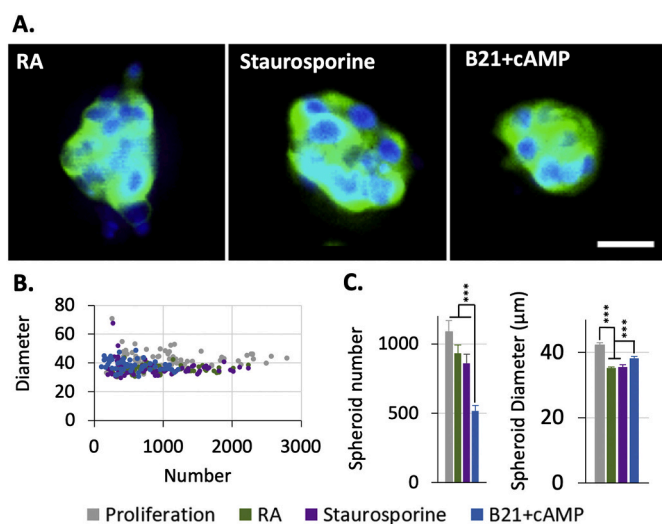 A.
RA
Staurosporine
B21+cAMP
B.
Diameter
80
60
40
20
0
0
1000
2000
3000
Number
C.
Spheroid number
1000
500
0
***
Spheroid Diameter (µm)
40
20
0
***
***
Proliferation
RA
Staurosporine
B21+cAMP